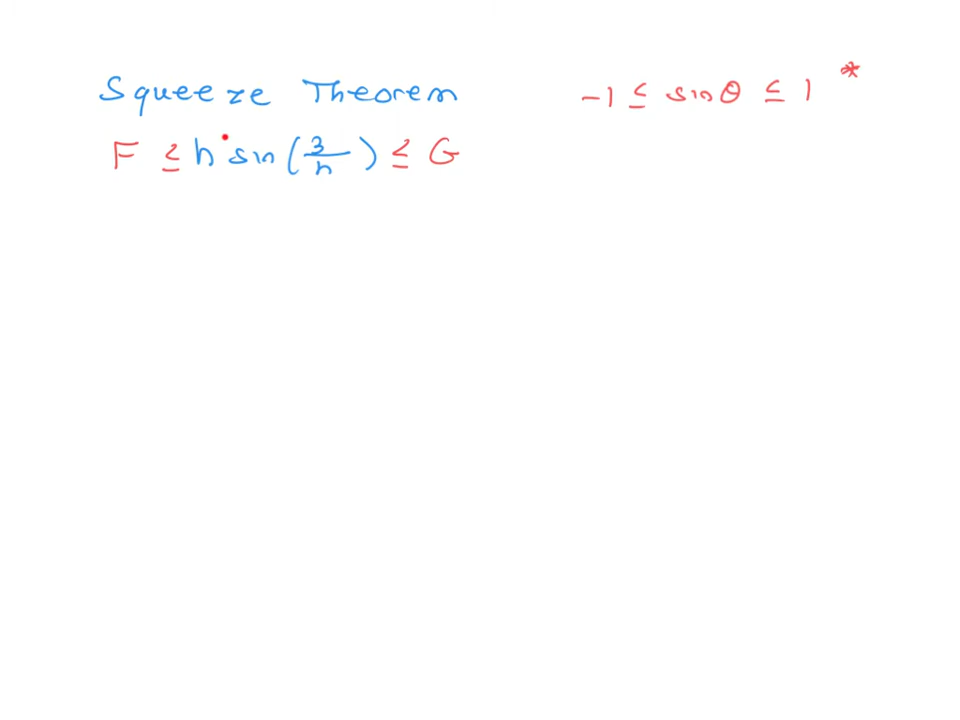 Squeeze Theorem -1 ≤ sin θ ≤ 1 *
F ≤ h sin(3/h) ≤ G